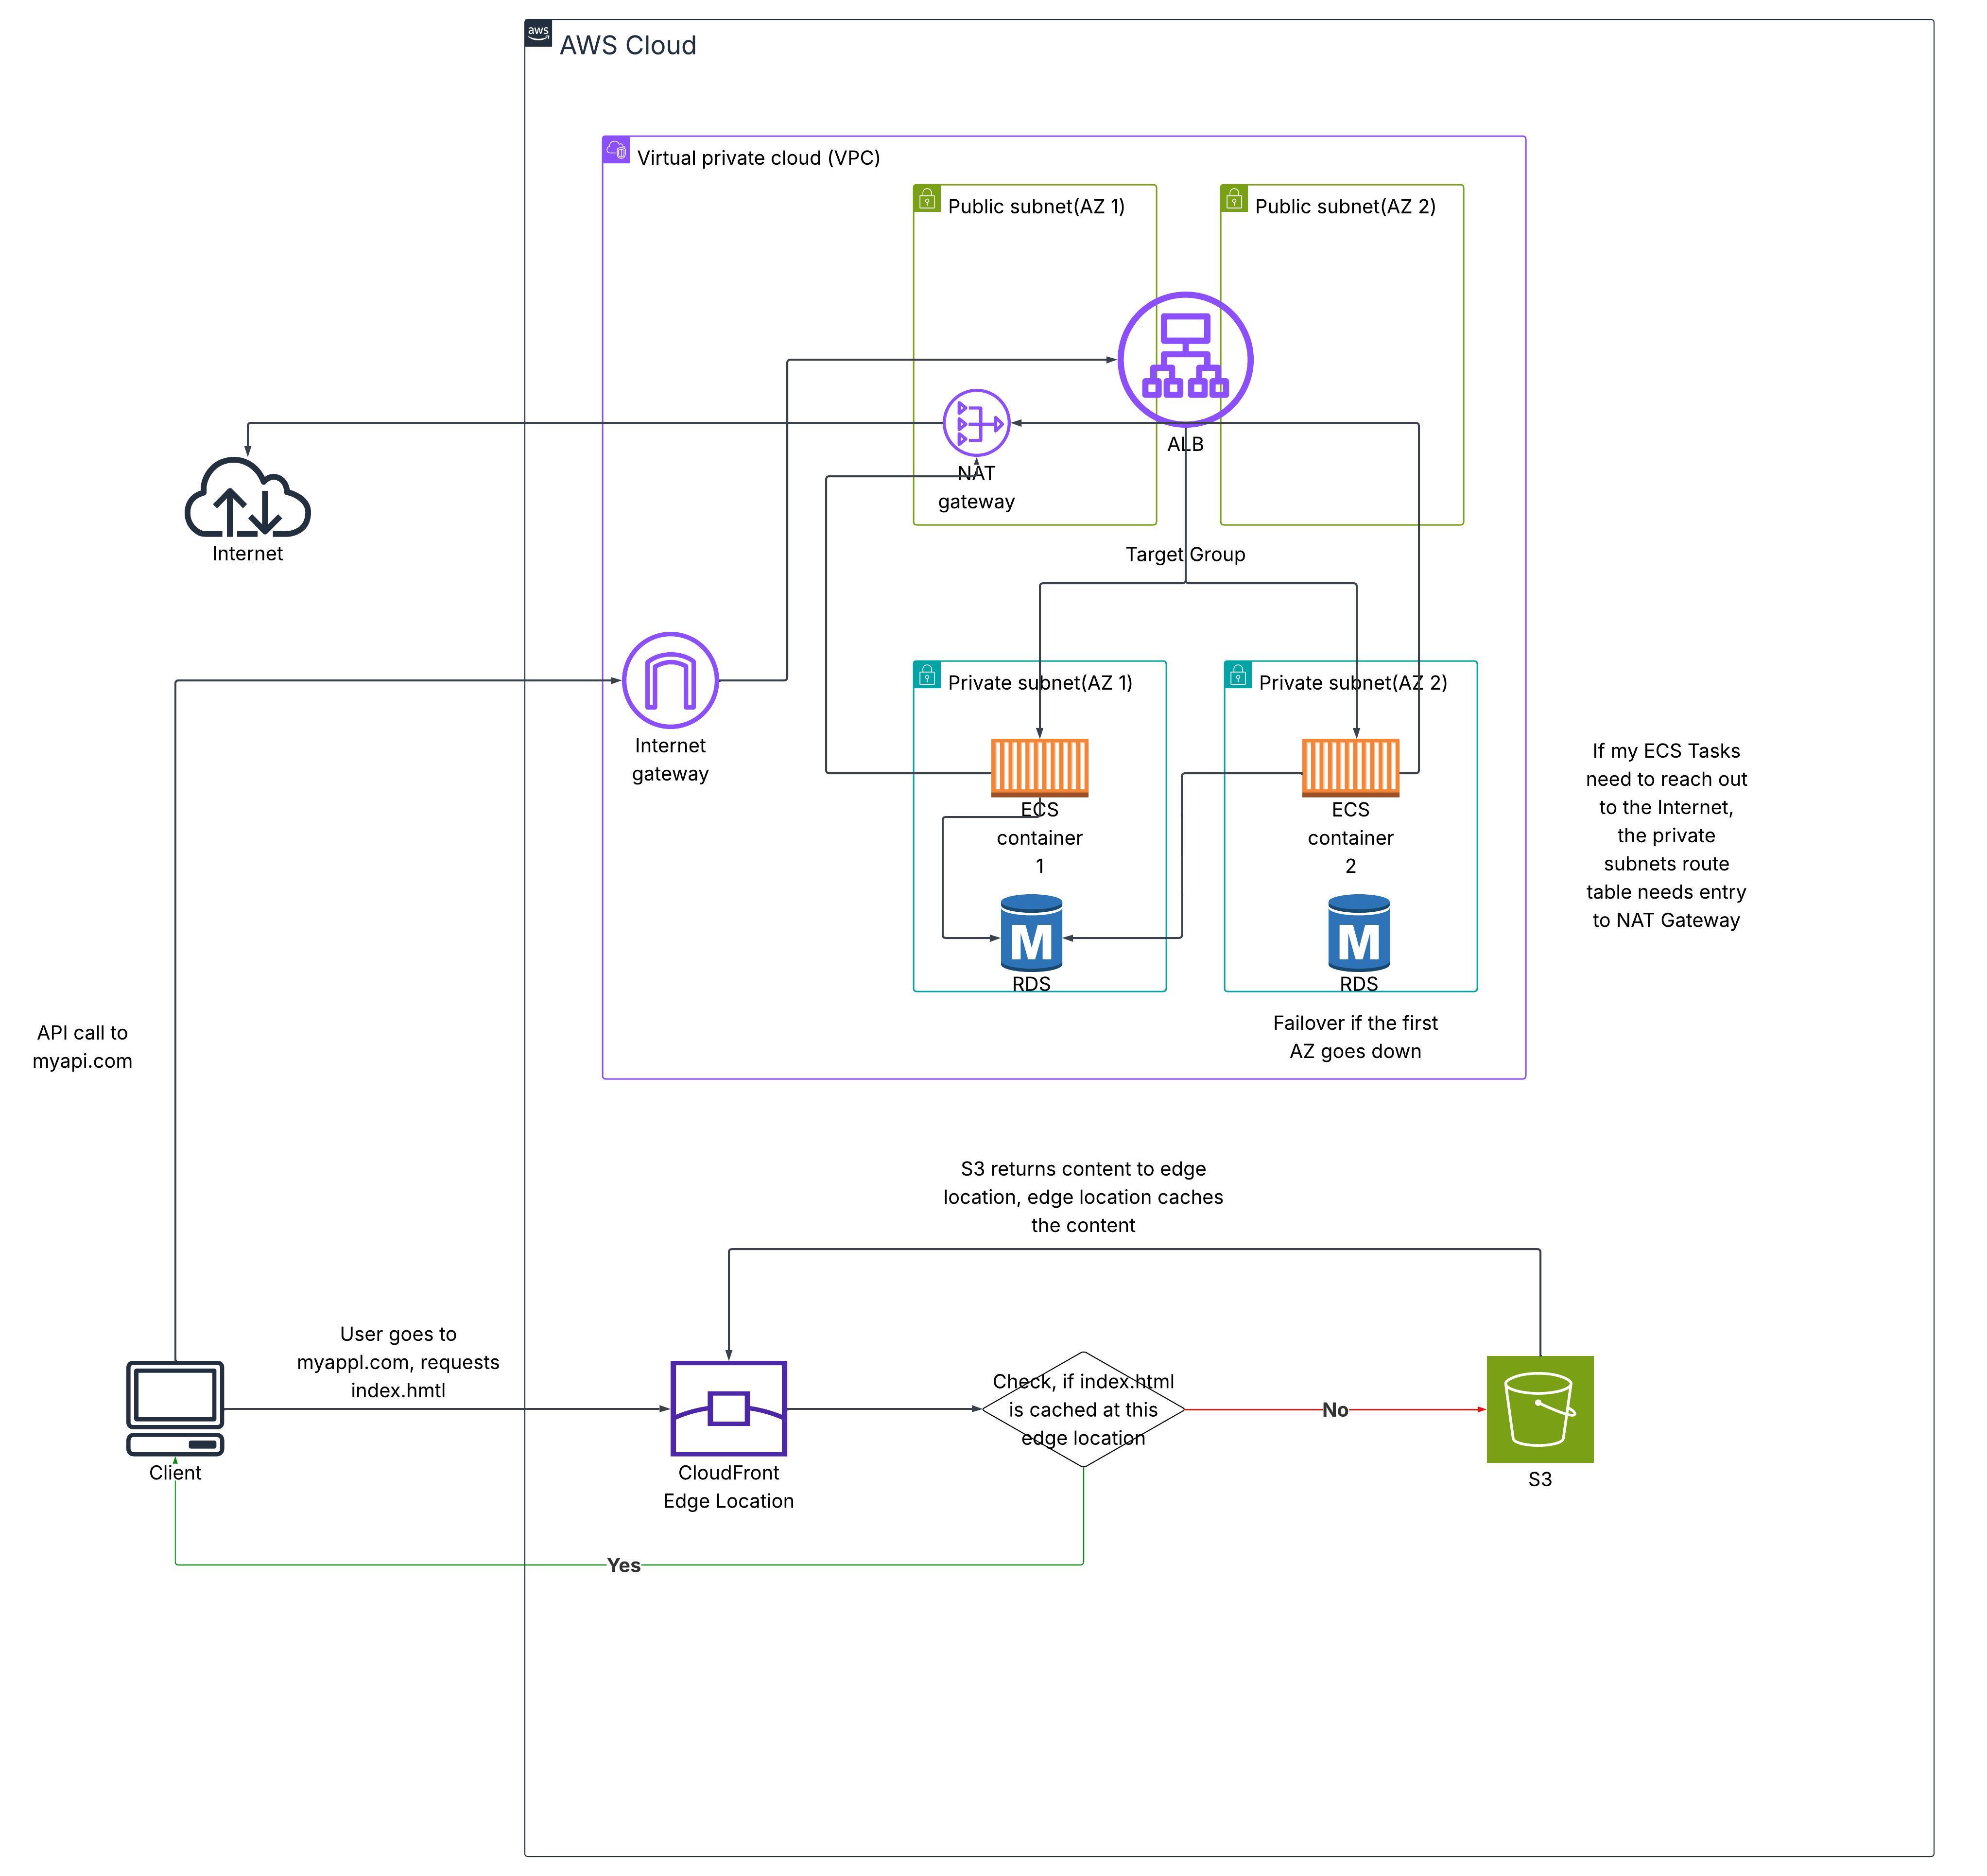 aws
AWS Cloud
Virtual private cloud (VPC)
Public subnet(AZ 1)
Public subnet(AZ 2)
ALB
NAT
gateway
Internet
Target Group
Private subnet(AZ 1)
Private subnet(AZ 2)
Internet
gateway
ECS
container
1
ECS
container
2
If my ECS Tasks
need to reach out
to the Internet,
the private
subnets route
table needs entry
to NAT Gateway
M
RDS
M
RDS
Failover if the first
AZ goes down
API call to
myapi.com
S3 returns content to edge
location, edge location caches
the content
User goes to
myappl.com, requests
index.hmtl
Check, if index.html
is cached at this
edge location
No
Client
CloudFront
Edge Location
S3
Yes